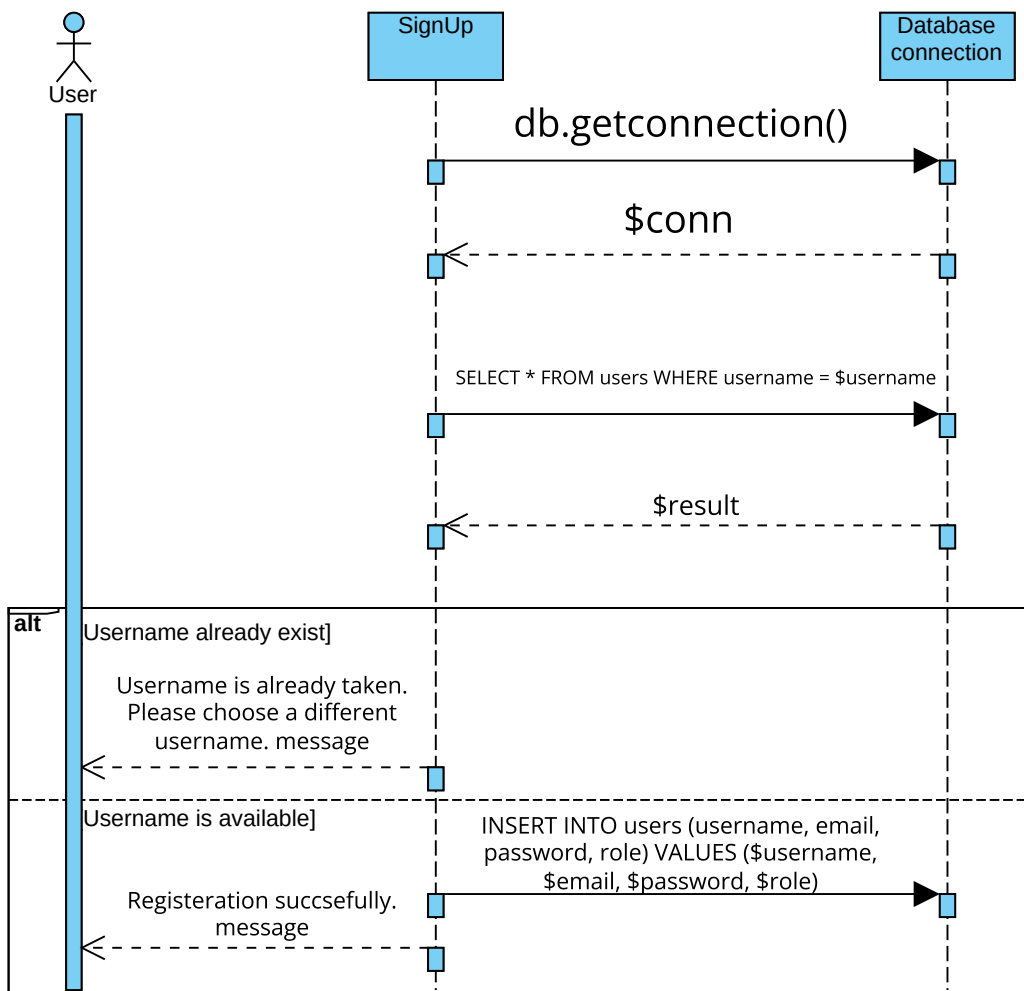 User
SignUp
Database
connection
db.getconnection()
$conn
SELECT * FROM users WHERE username = $username
$result
alt
Username already exist]
Username is already taken.
Please choose a different
username. message
Username is available]
INSERT INTO users (username, email,
password, role) VALUES ($username,
$email, $password, $role)
Registeration succsefully.
message